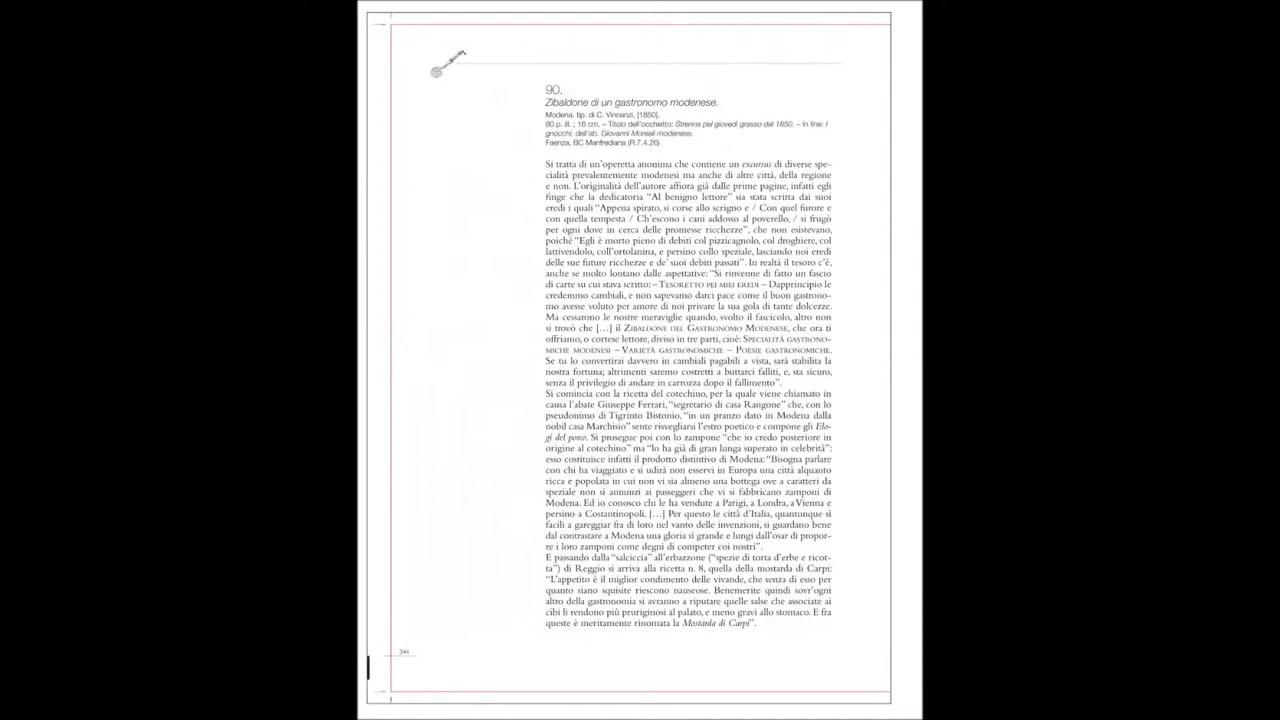 90.
Zibaldone di un gastronomo modenese.
Modena, tip. di C. Vincenzi, [1850].
80 p. ill. ; 16 cm. – Titolo dell'occhietto: Strenna pel giovedì grasso del 1850. – In fine: I
gnocchi, dell'ab. Giovanni Moreali modenese.
Faenza, BC Manfrediana (R.7.4.26)
Si tratta di un'operetta anonima che contiene un excursus di diverse spe-
cialità prevalentemente modenesi ma anche di altre città, della regione
e non. L'originalità dell'autore affiora già dalle prime pagine, infatti egli
finge che la dedicatoria "Al benigno lettore" sia stata scritta dai suoi
eredi i quali "Appena spirato, si corse allo scrigno e / Con quel furore e
con quella tempesta / Ch'escono i cani addosso al poverello, / si frugò
per ogni dove in cerca delle promesse ricchezze", che non esistevano,
poiché "Egli è morto pieno di debiti col pizzicagnolo, col droghiere, col
lattivendolo, coll'ortolanina, e persino collo speziale, lasciando noi eredi
delle sue future ricchezze e de' suoi debiti passati". In realtà il tesoro c'è,
anche se molto lontano dalle aspettative: "Si rinvenne di fatto un fascio
di carte su cui stava scritto: – TESORETTO PEI MIEI EREDI – Dapprincipio le
credemmo cambiali, e non sapevamo darci pace come il buon gastrono-
mo avesse voluto per amore di noi privare la sua gola di tante dolcezze.
Ma cessarono le nostre meraviglie quando, svolto il fascicolo, altro non
si trovò che [...] il ZIBALDONE DEL GASTRONOMO MODENESE, che ora ti
offriamo, o cortese lettore, diviso in tre parti, cioè: SPECIALITÀ GASTRONO-
MICHE MODENESI – VARIETÀ GASTRONOMICHE – POESIE GASTRONOMICHE.
Se tu lo convertirai davvero in cambiali pagabili a vista, sarà stabilita la
nostra fortuna; altrimenti saremo costretti a buttarci falliti, e, sta sicuro,
senza il privilegio di andare in carrozza dopo il fallimento".
Si comincia con la ricetta del cotechino, per la quale viene chiamato in
causa l'abate Giuseppe Ferrari, "segretario di casa Rangone" che, con lo
pseudonimo di Tigrinto Bistonio, "in un pranzo dato in Modena dalla
nobil casa Marchisio" sente risvegliarsi l'estro poetico e compone gli Elo-
gi del porco. Si prosegue poi con lo zampone "che io credo posteriore in
origine al cotechino" ma "lo ha già di gran lunga superato in celebrità":
esso costituisce infatti il prodotto distintivo di Modena: "Bisogna parlare
con chi ha viaggiato e si udirà non esservi in Europa una città alquanto
ricca e popolata in cui non vi sia almeno una bottega ove a caratteri da
speziale non si annunzi ai passeggeri che vi si fabbricano zamponi di
Modena. Ed io conosco chi le ha vendute a Parigi, a Londra, a Vienna e
persino a Costantinopoli. [...] Per questo le città d'Italia, quantunque sì
facili a gareggiar fra di loro nel vanto delle invenzioni, si guardano bene
dal contrastare a Modena una gloria sì grande e lungi dall'osar di propor-
re i loro zamponi come degni di competer coi nostri".
E passando dalla "salciccia" all'erbazzone ("spezie di torta d'erbe e ricot-
ta") di Reggio si arriva alla ricetta n. 8, quella della mostarda di Carpi:
"L'appetito è il miglior condimento delle vivande, che senza di esso per
quanto siano squisite riescono nauseose. Benemerite quindi sovr'ogni
altro della gastronomia si avranno a riputare quelle salse che associate ai
cibi li rendono più pruriginosi al palato, e meno gravi allo stomaco. E fra
queste è meritamente rinomata la Mostarda di Carpi".